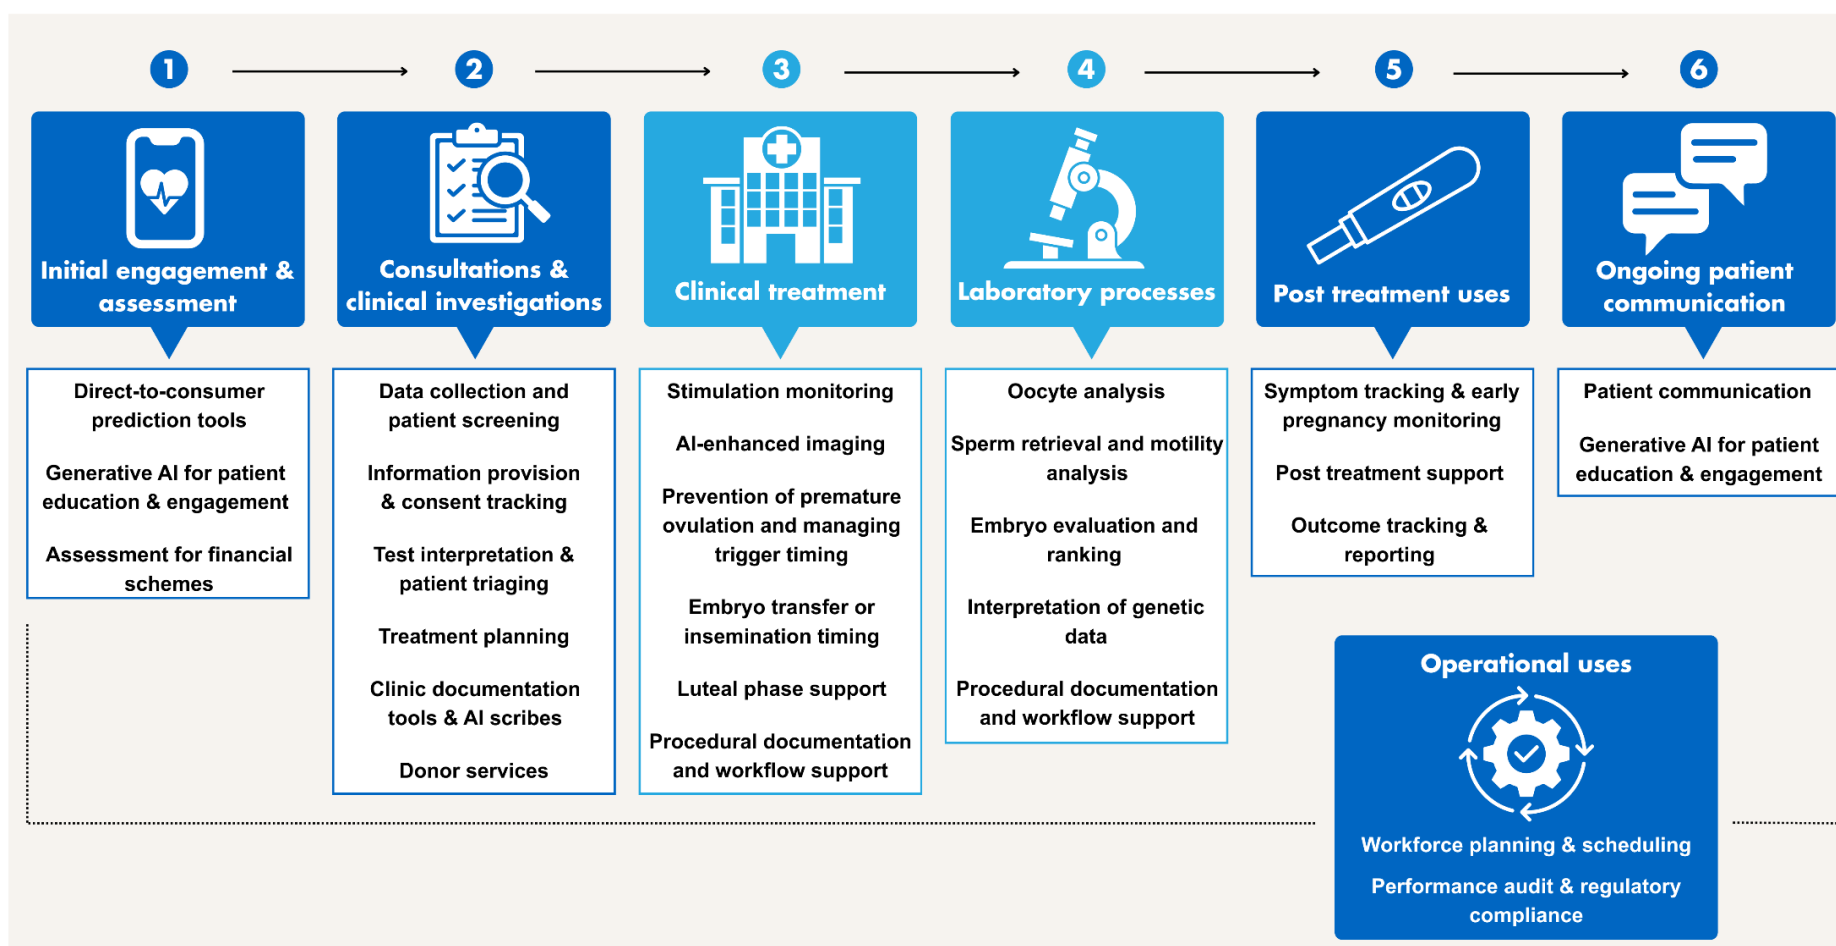 1
2
3
4
5
6
Initial engagement &
assessment
Direct-to-consumer
prediction tools
Generative AI for patient
education & engagement
Assessment for financial
schemes
Consultations &
clinical investigations
Data collection and
patient screening
Information provision
& consent tracking
Test interpretation &
patient triaging
Treatment planning
Clinic documentation
tools & AI scribes
Donor services
Clinical treatment
Stimulation monitoring
AI-enhanced imaging
Prevention of premature
ovulation and managing
trigger timing
Embryo transfer or
insemination timing
Luteal phase support
Procedural documentation
and workflow support
Laboratory processes
Oocyte analysis
Sperm retrieval and motility
analysis
Embryo evaluation and
ranking
Interpretation of genetic
data
Procedural documentation
and workflow support
Post treatment uses
Symptom tracking & early
pregnancy monitoring
Post treatment support
Outcome tracking &
reporting
Ongoing patient
communication
Patient communication
Generative AI for patient
education & engagement
Operational uses
Workforce planning & scheduling
Performance audit & regulatory
compliance